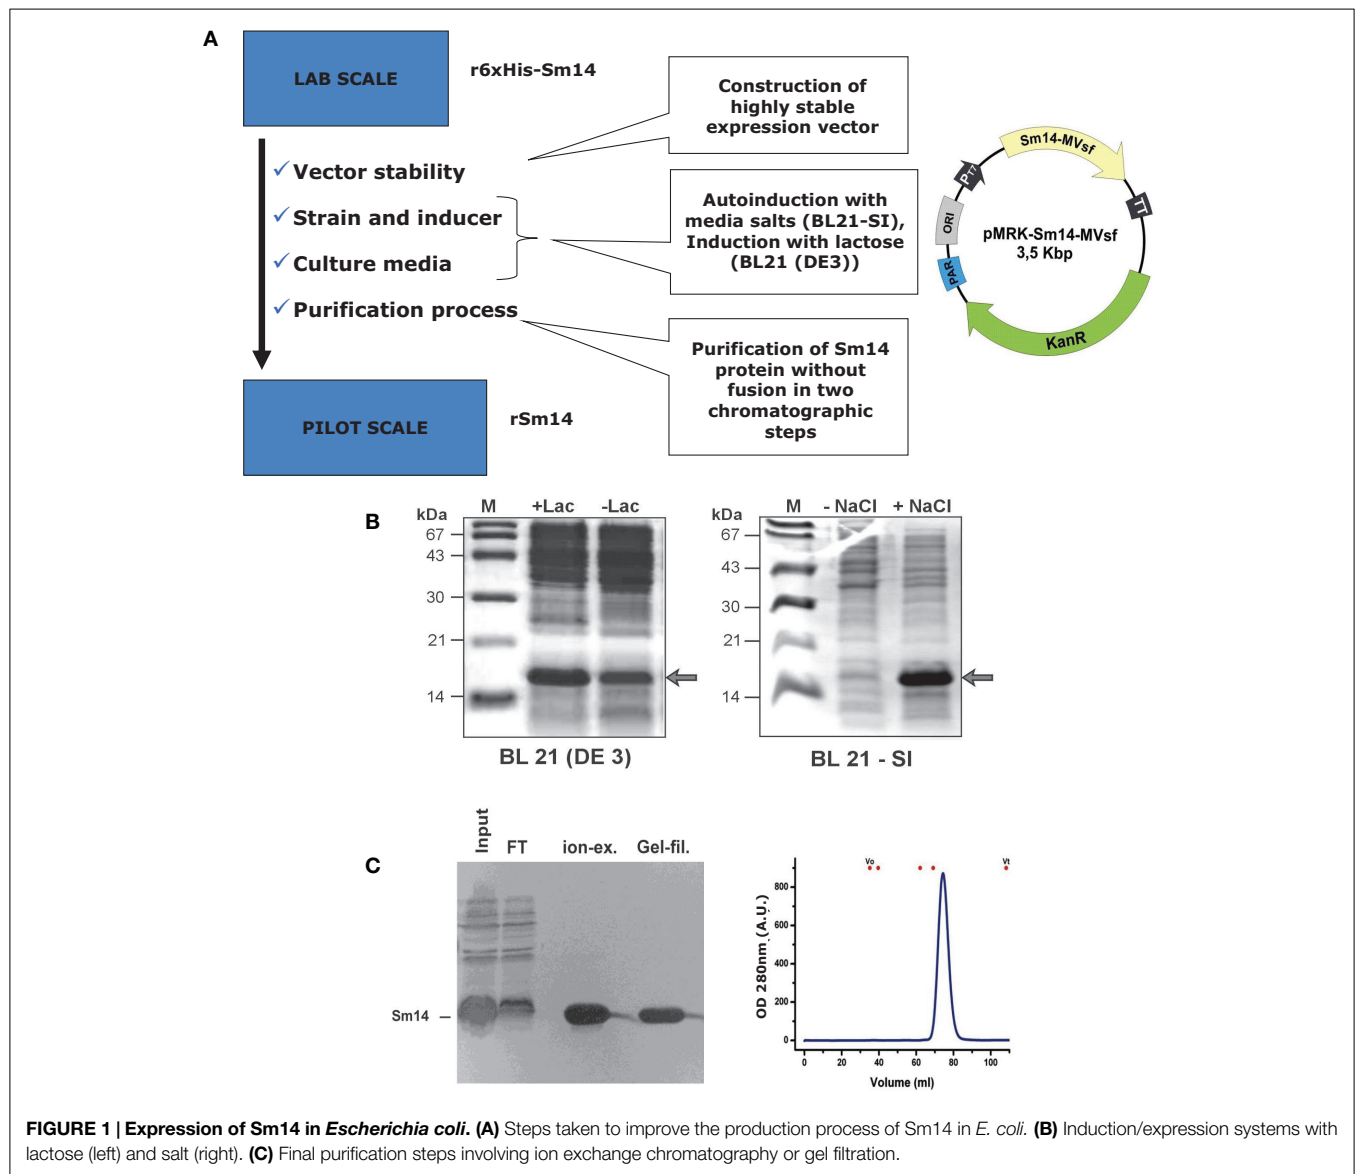 A
LAB SCALE
r6xHis-Sm14
Construction of
highly stable
expression vector
✓ Vector stability
✓ Strain and inducer
✓ Culture media
✓ Purification process
Autoinduction with
media salts (BL21-SI),
Induction with lactose
(BL21 (DE3))
Purification of Sm14
protein without
fusion in two
chromatographic
steps
PILOT SCALE
rSm14
Sm14-MVsf
PT7
TT
ORI
PAR
pMRK-Sm14-MVsf
3,5 Kbp
KanR
B
kDa
M +Lac -Lac
67
43
30
21
14
BL 21 (DE 3)
kDa
M - NaCl + NaCl
67
43
30
21
14
BL 21 - SI
C
Input FT ion-ex. Gel-fil.
Sm14
OD 280nm (A.U.)
Vo Vt
800
600
400
200
0
0 20 40 60 80 100
Volume (ml)
FIGURE 1 | Expression of Sm14 in Escherichia coli. (A) Steps taken to improve the production process of Sm14 in E. coli. (B) Induction/expression systems with
lactose (left) and salt (right). (C) Final purification steps involving ion exchange chromatography or gel filtration.